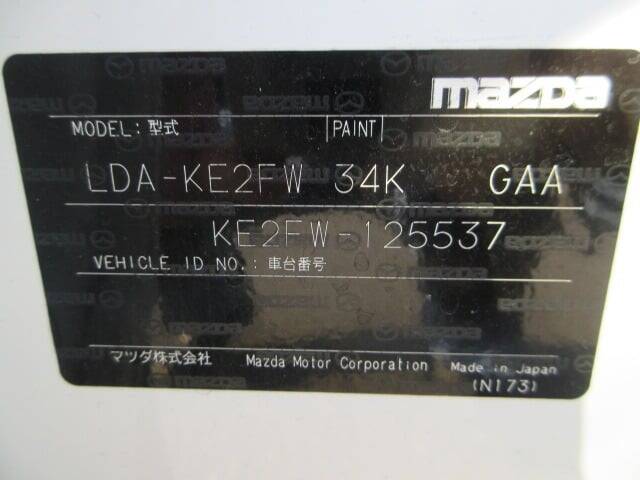 mazda
MODEL: 型式 PAINT
LDA-KE2FW 34K GAA
KE2FW-125537
VEHICLE ID NO.: 車台番号
マツダ株式会社 Mazda Motor Corporation Made in Japan
(N173)